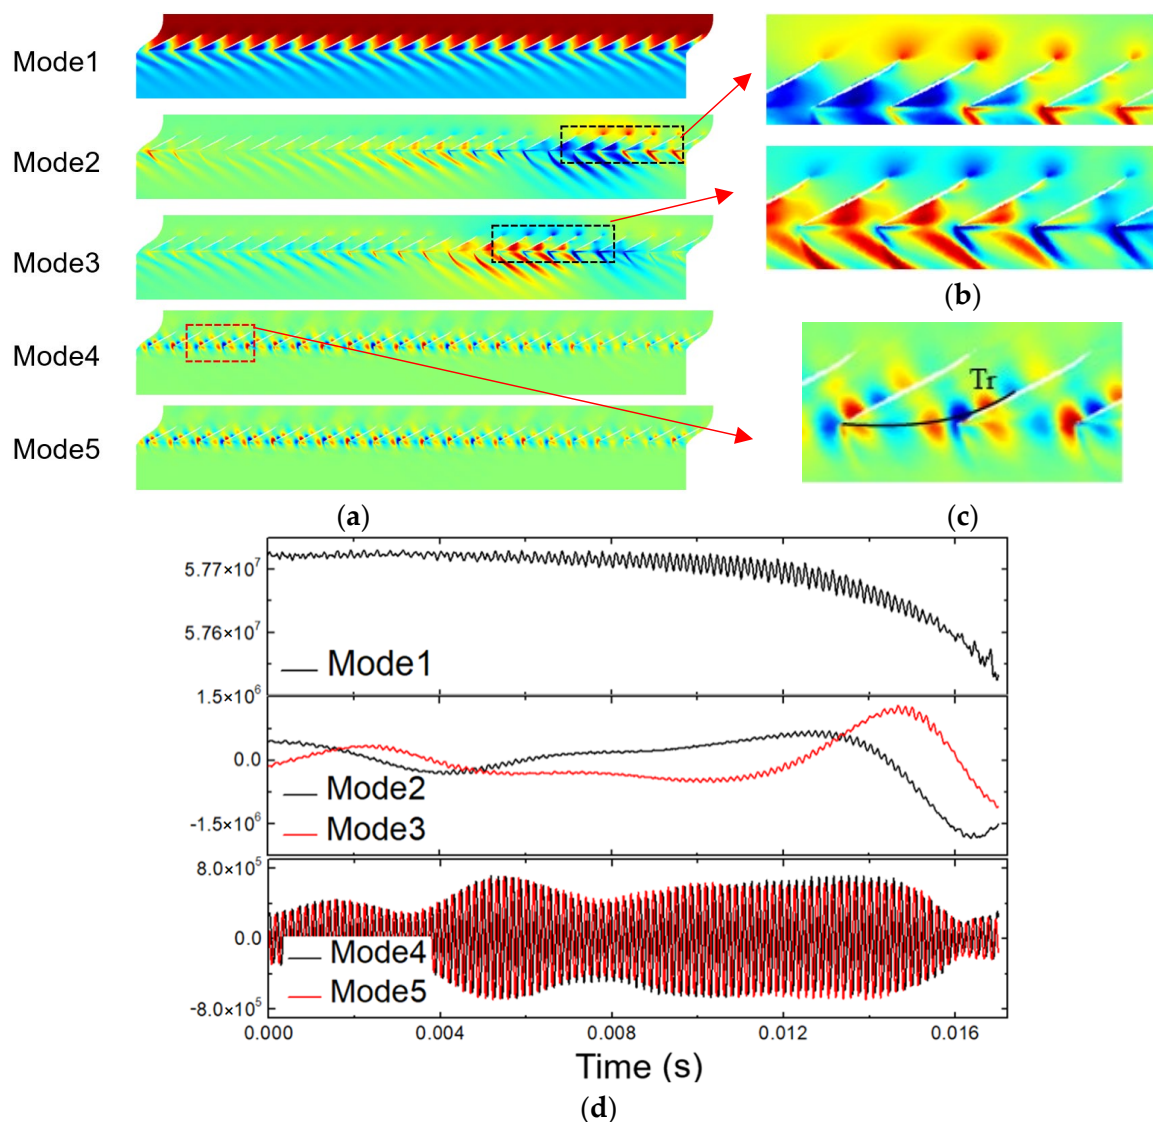 (a)
Mode1
Mode2
Mode3
Mode4
Mode5
(b)
Tr
(c)
5.77×10⁷
5.76×10⁷
Mode1
1.5×10⁶
0.0
-1.5×10⁶
Mode2
Mode3
8.0×10⁵
0.0
-8.0×10⁵
Mode4
Mode5
0.000 0.004 0.008 0.012 0.016
Time (s)
(d)